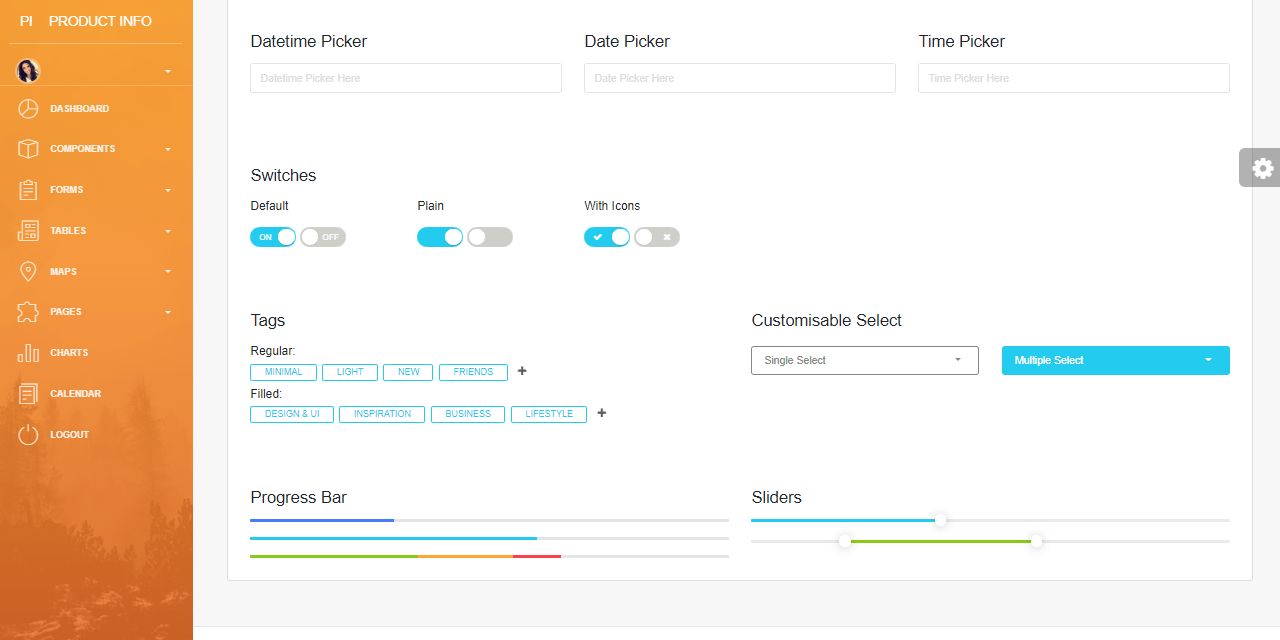 PI PRODUCT INFO
DASHBOARD
COMPONENTS
FORMS
TABLES
MAPS
PAGES
CHARTS
CALENDAR
LOGOUT
Datetime Picker
Datetime Picker Here
Date Picker
Date Picker Here
Time Picker
Time Picker Here
Switches
Default
ON OFF
Plain
With Icons
Tags
Regular:
MINIMAL LIGHT NEW FRIENDS +
Filled:
DESIGN & UI INSPIRATION BUSINESS LIFESTYLE +
Customisable Select
Single Select
Multiple Select
Progress Bar
Sliders